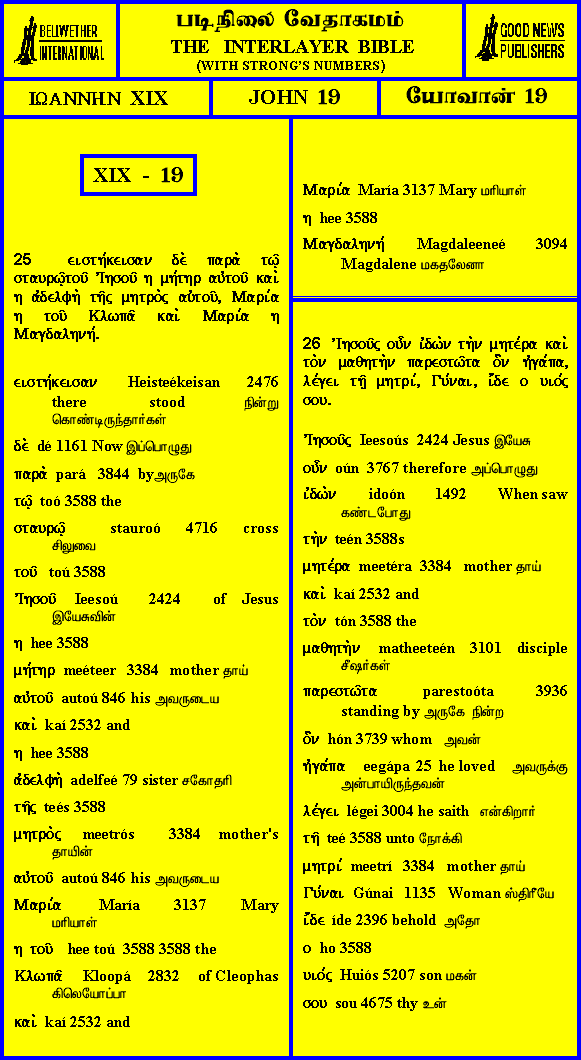 BELLWETHER
INTERNATIONAL
படிநிலை வேதாகமம்
THE INTERLAYER BIBLE
(WITH STRONG'S NUMBERS)
GOOD NEWS
PUBLISHERS
ΙΩΑΝΝΗΝ XIX
JOHN 19
யோவான் 19
XIX - 19
25 ειστήκεισαν δὲ παρὰ τῷ
σταυρῷτοῦ Ἰησοῦ η μήτηρ αὐτοῦ καὶ
η ἀδελφὴ τῆς μητρὸς αὐτοῦ, Μαρία
η τοῦ Κλωπᾶ καὶ Μαρία η
Μαγδαληνή.
ειστήκεισαν Heisteékeisan 2476
there stood நின்று
கொண்டிருந்தார்கள்
δὲ dé 1161 Now இப்பொழுது
παρὰ pará 3844 byஅருகே
τῷ toó 3588 the
σταυρῷ stauroó 4716 cross
சிலுவை
τοῦ toú 3588
Ἰησοῦ Ieesoú 2424 of Jesus
இயேசுவின்
η hee 3588
μήτηρ meéteer 3384 mother தாய்
αὐτοῦ autoú 846 his அவருடைய
καὶ kaí 2532 and
η hee 3588
ἀδελφὴ adelfeé 79 sister சகோதரி
τῆς teés 3588
μητρὸς meetrós 3384 mother's
தாயின்
αὐτοῦ autoú 846 his அவருடைய
Μαρία María 3137 Mary
மரியாள்
η τοῦ hee toú 3588 3588 the
Κλωπᾶ Kloopá 2832 of Cleophas
கிலெயோப்பா
καὶ kaí 2532 and
Μαρία María 3137 Mary மரியாள்
η hee 3588
Μαγδαληνή Magdaleeneé 3094
Magdalene மகதலேனா
26 Ἰησοῦς οὖν ἰδὼν τὴν μητέρα καὶ
τὸν μαθητὴν παρεστῶτα ὃν ἠγάπα,
λέγει τῇ μητρί, Γύναι, ἴδε ο υιός
σου.
Ἰησοῦς Ieesoús 2424 Jesus இயேசு
οὖν oún 3767 therefore அப்பொழுது
ἰδὼν idoón 1492 When saw
கண்டபோது
τὴν teén 3588s
μητέρα meetéra 3384 mother தாய்
καὶ kaí 2532 and
τὸν tón 3588 the
μαθητὴν matheeteén 3101 disciple
சீஷர்கள்
παρεστῶτα parestoóta 3936
standing by அருகே நின்ற
ὃν hón 3739 whom அவன்
ἠγάπα eegápa 25 he loved அவருக்கு
அன்பாயிருந்தவன்
λέγει légei 3004 he saith என்கிறார்
τῇ teé 3588 unto நோக்கி
μητρί meetrí 3384 mother தாய்
Γύναι Gúnai 1135 Woman ஸ்திரீயே
ἴδε íde 2396 behold அதோ
ο ho 3588
υιός Huiós 5207 son மகன்
σου sou 4675 thy உன்